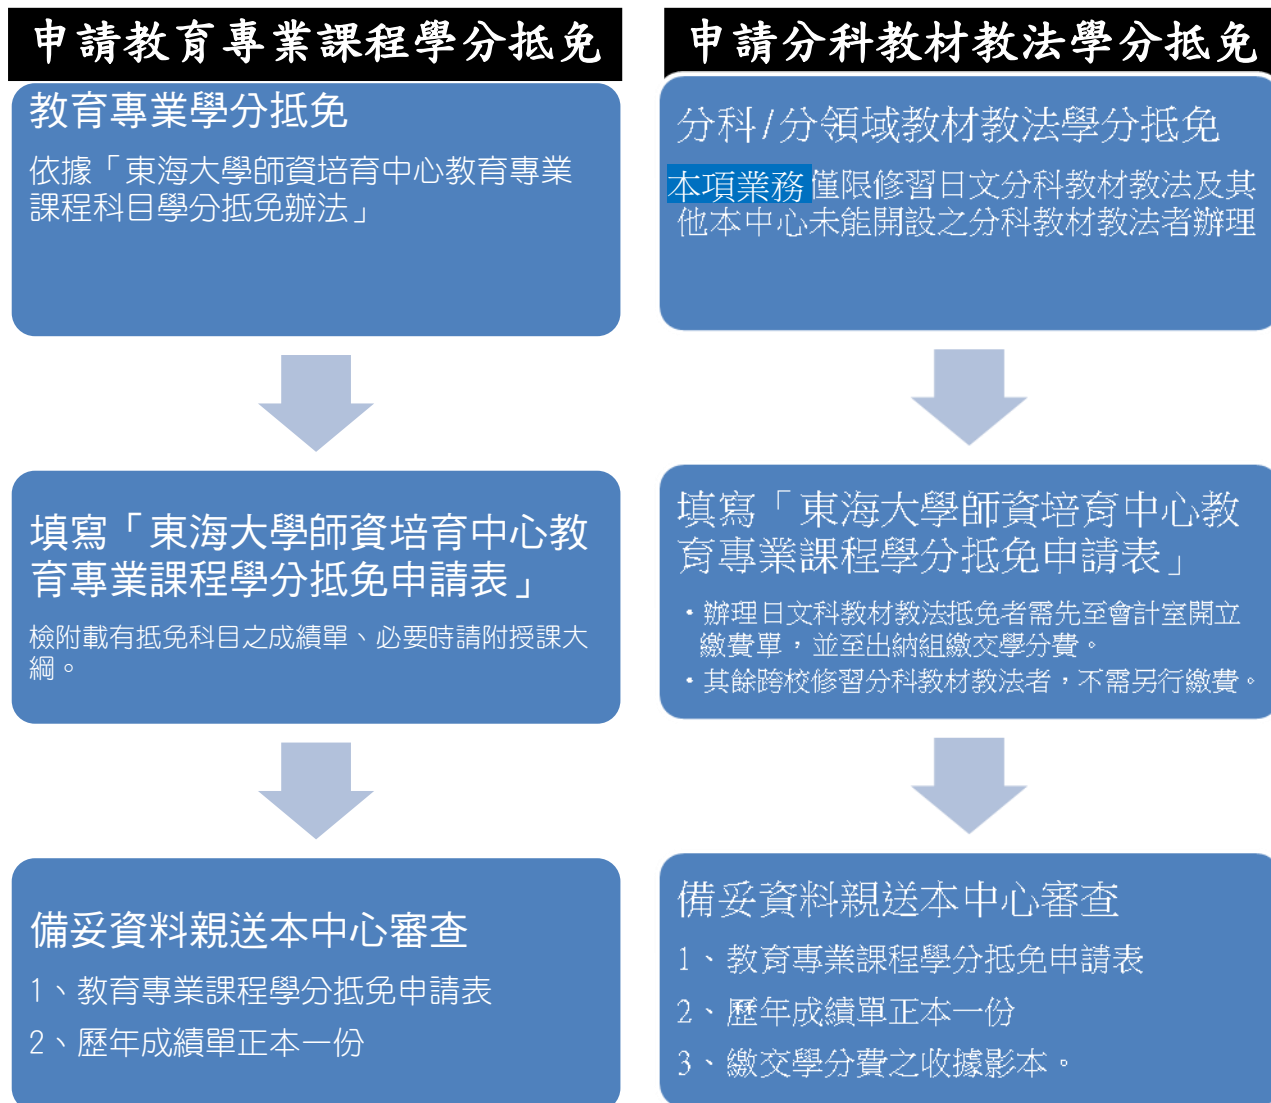 申請教育專業課程學分抵免
教育專業學分抵免
依據「東海大學師資培育中心教育專業
課程科目學分抵免辦法」
填寫「東海大學師資培育中心教
育專業課程學分抵免申請表」
檢附載有抵免科目之成績單、必要時請附授課大
綱。
備妥資料親送本中心審查
1、教育專業課程學分抵免申請表
2、歷年成績單正本一份
申請分科教材教法學分抵免
分科/分領域教材教法學分抵免
本項業務僅限修習日文分科教材教法及其
他本中心未能開設之分科教材教法者辦理
填寫「東海大學師資培育中心教
育專業課程學分抵免申請表」
•辦理日文科教材教法抵免者需先至會計室開立
繳費單，並至出納組繳交學分費。
•其餘跨校修習分科教材教法者，不需另行繳費。
備妥資料親送本中心審查
1、教育專業課程學分抵免申請表
2、歷年成績單正本一份
3、繳交學分費之收據影本。